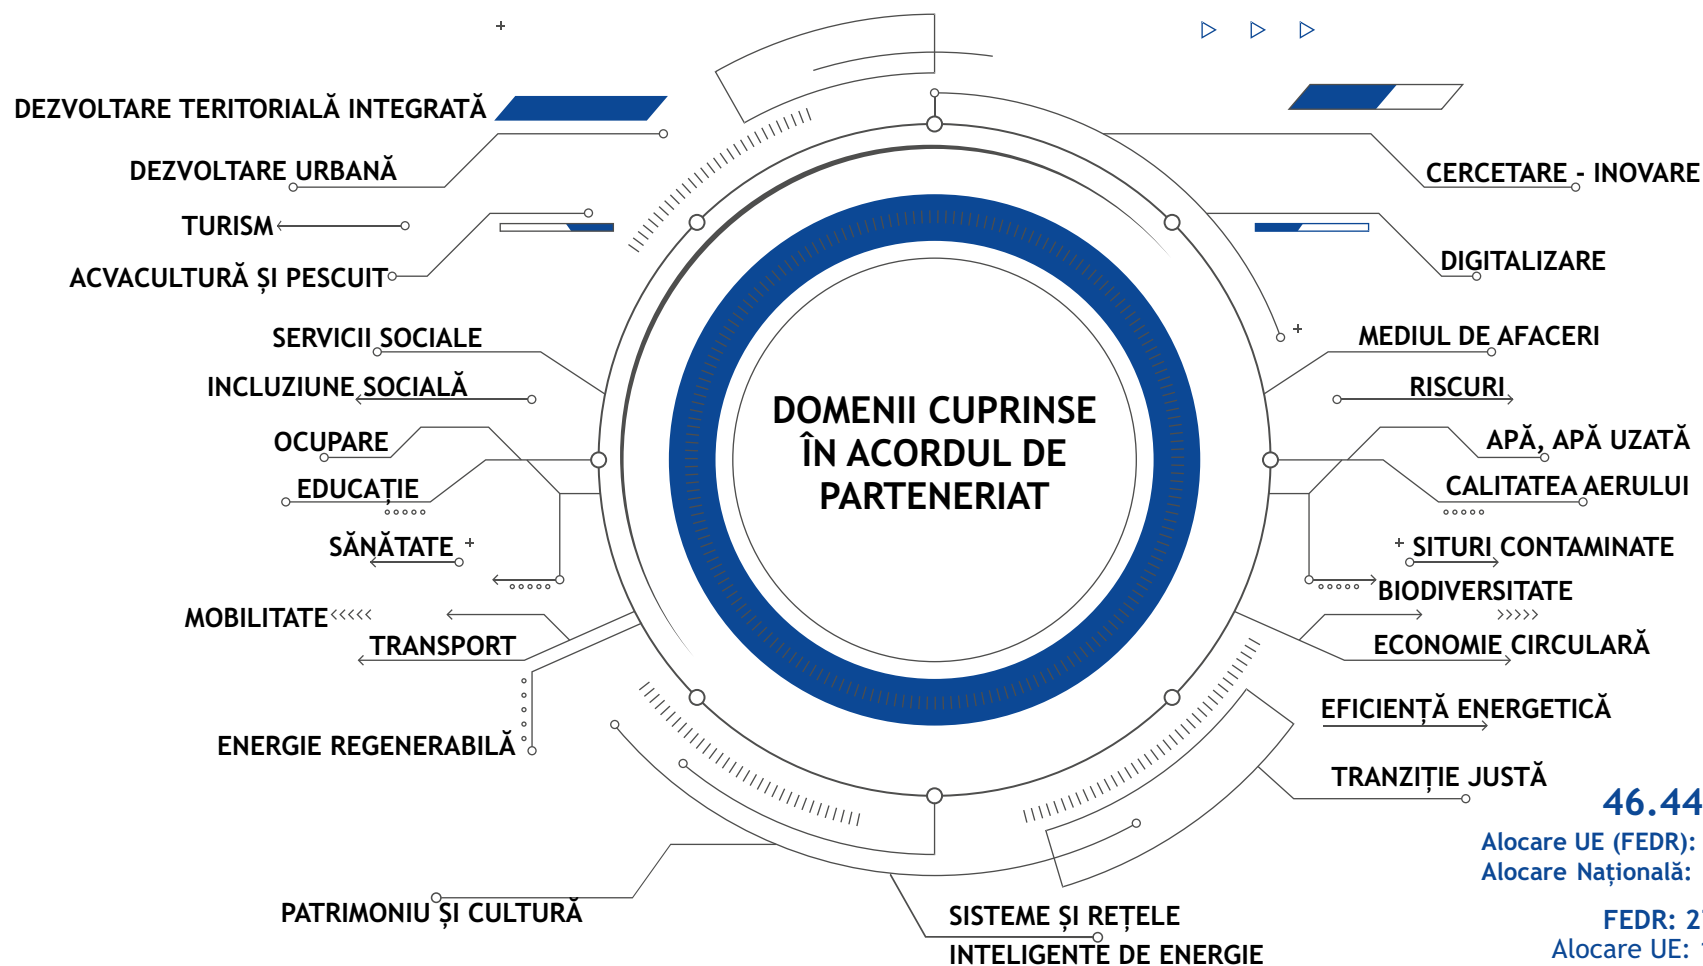 DEZVOLTARE TERITORIALĂ INTEGRATĂ
DEZVOLTARE URBANĂ
TURISM
ACVACULTURĂ ȘI PESCUIT
SERVICII SOCIALE
INCLUZIUNE SOCIALĂ
OCUPARE
EDUCAȚIE
SĂNĂTATE
MOBILITATE
TRANSPORT
ENERGIE REGENERABILĂ
PATRIMONIU ȘI CULTURĂ
DOMENII CUPRINSE
ÎN ACORDUL DE
PARTENERIAT
CERCETARE - INOVARE
DIGITALIZARE
MEDIUL DE AFACERI
RISCURI
APĂ, APĂ UZATĂ
CALITATEA AERULUI
SITURI CONTAMINATE
BIODIVERSITATE
ECONOMIE CIRCULARĂ
EFICIENȚĂ ENERGETICĂ
TRANZIȚIE JUSTĂ
SISTEME ȘI REȚELE
INTELIGENTE DE ENERGIE
46.44
Alocare UE (FEDR):
Alocare Națională:
FEDR:
Alocare UE: